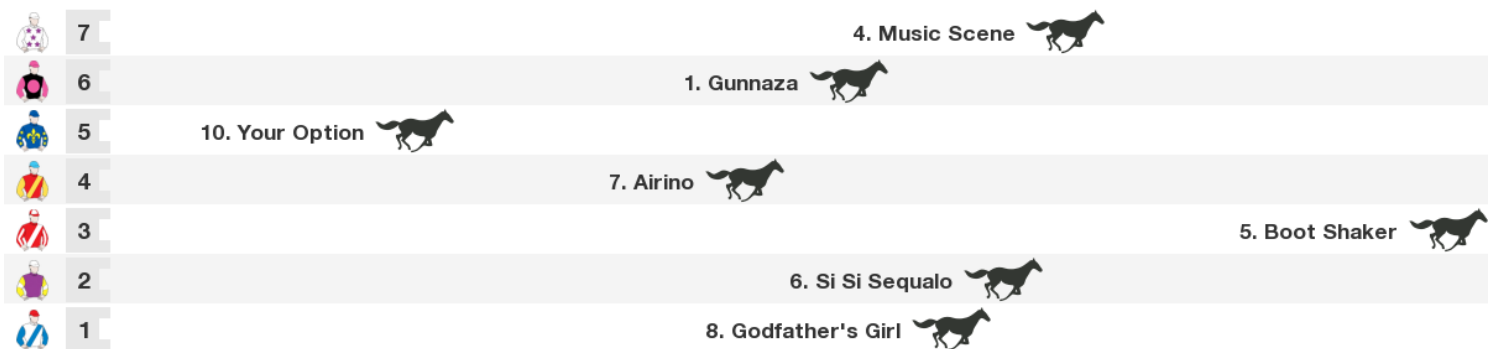 7 4. Music Scene
6 1. Gunnaza
5 10. Your Option
4 7. Airino
3 5. Boot Shaker
2 6. Si Si Sequalo
1 8. Godfather's Girl